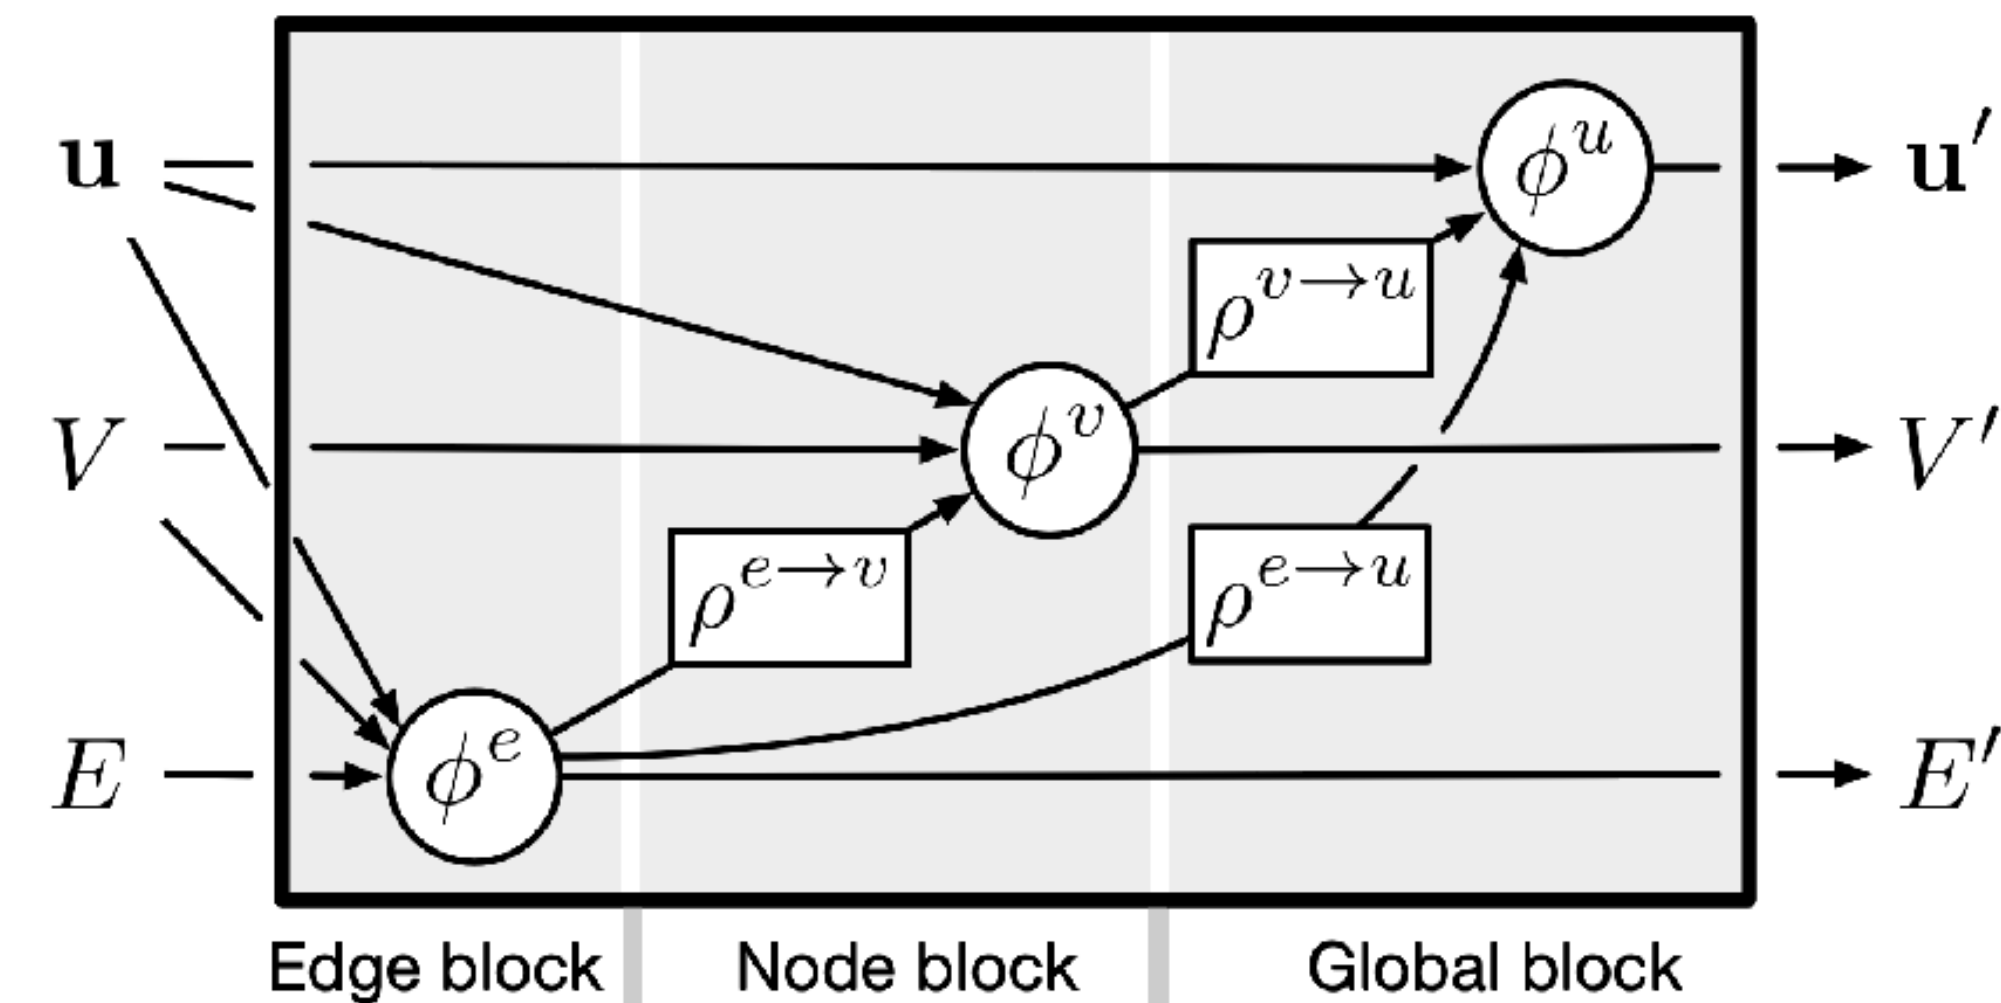 u
ϕ^u
u′
ρ^{v→u}
V
ϕ^v
V′
ρ^{e→v}
ρ^{e→u}
E
ϕ^e
E′
Edge block
Node block
Global block